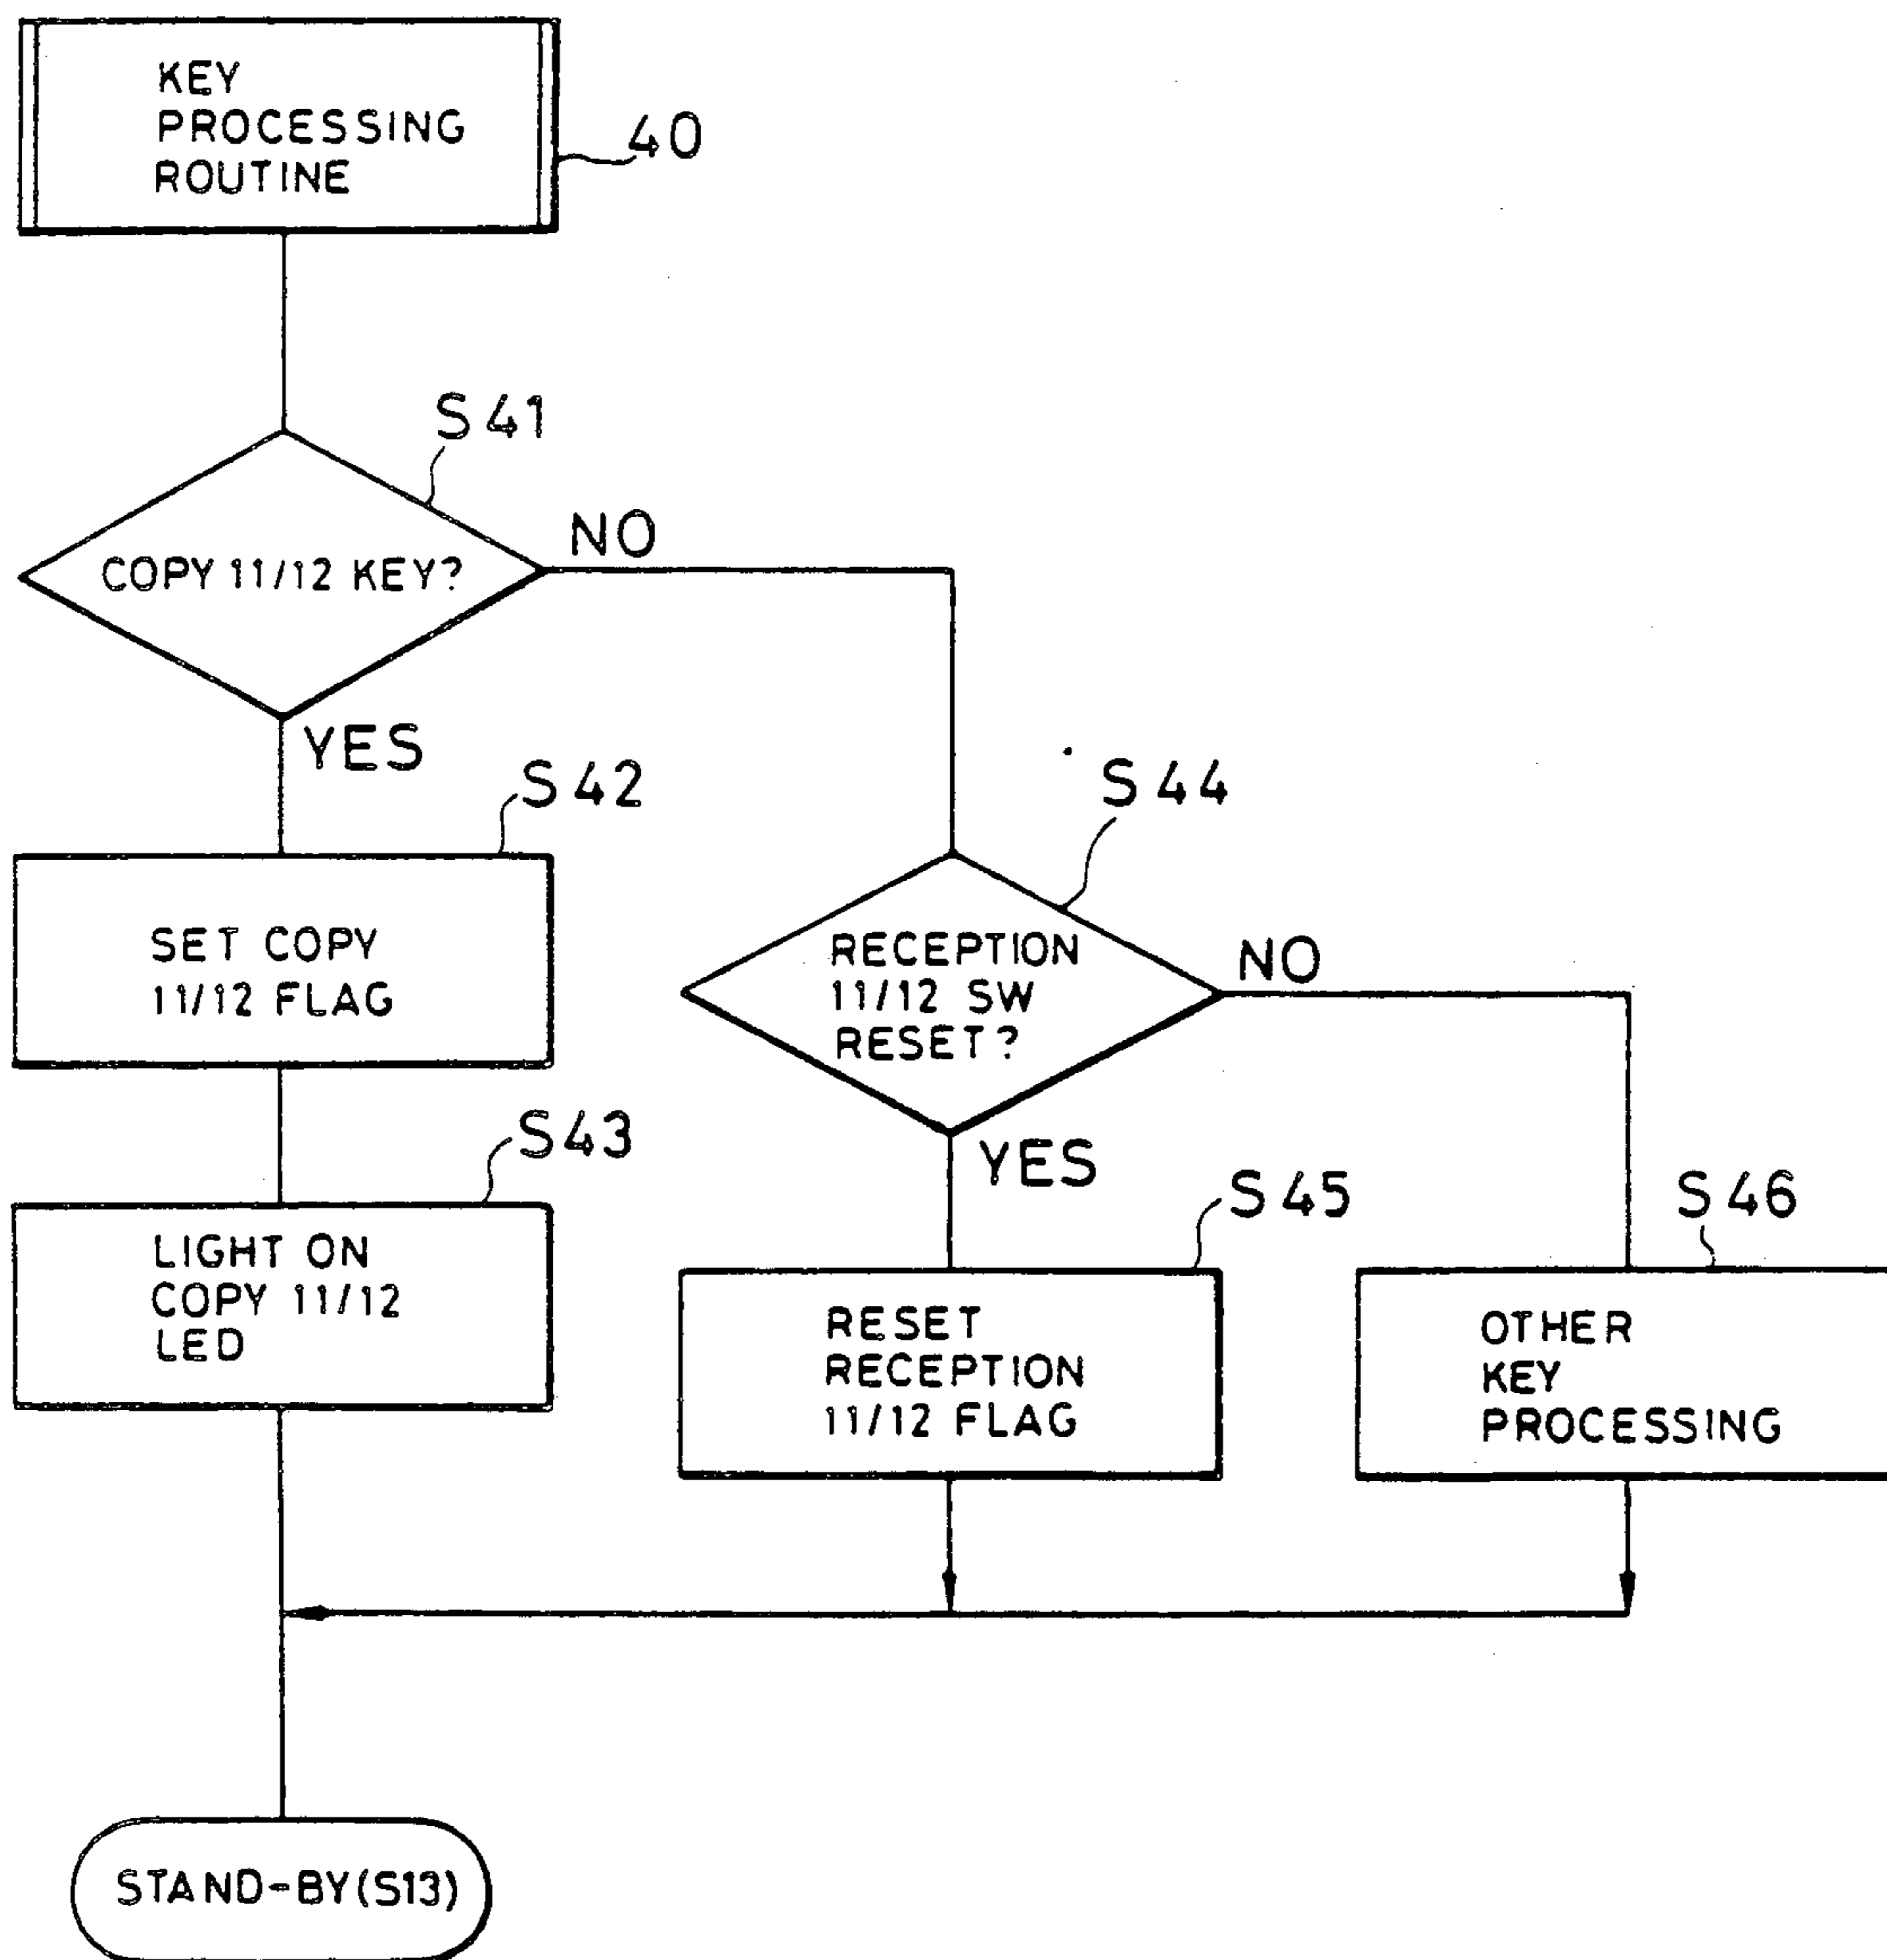 KEY
PROCESSING
ROUTINE
40
S41
COPY 11/12 KEY?
NO
YES
S42
SET COPY
11/12 FLAG
S43
LIGHT ON
COPY 11/12
LED
S44
RECEPTION
11/12 SW
RESET?
NO
YES
S45
RESET
RECEPTION
11/12 FLAG
S46
OTHER
KEY
PROCESSING
STAND-BY(S13)